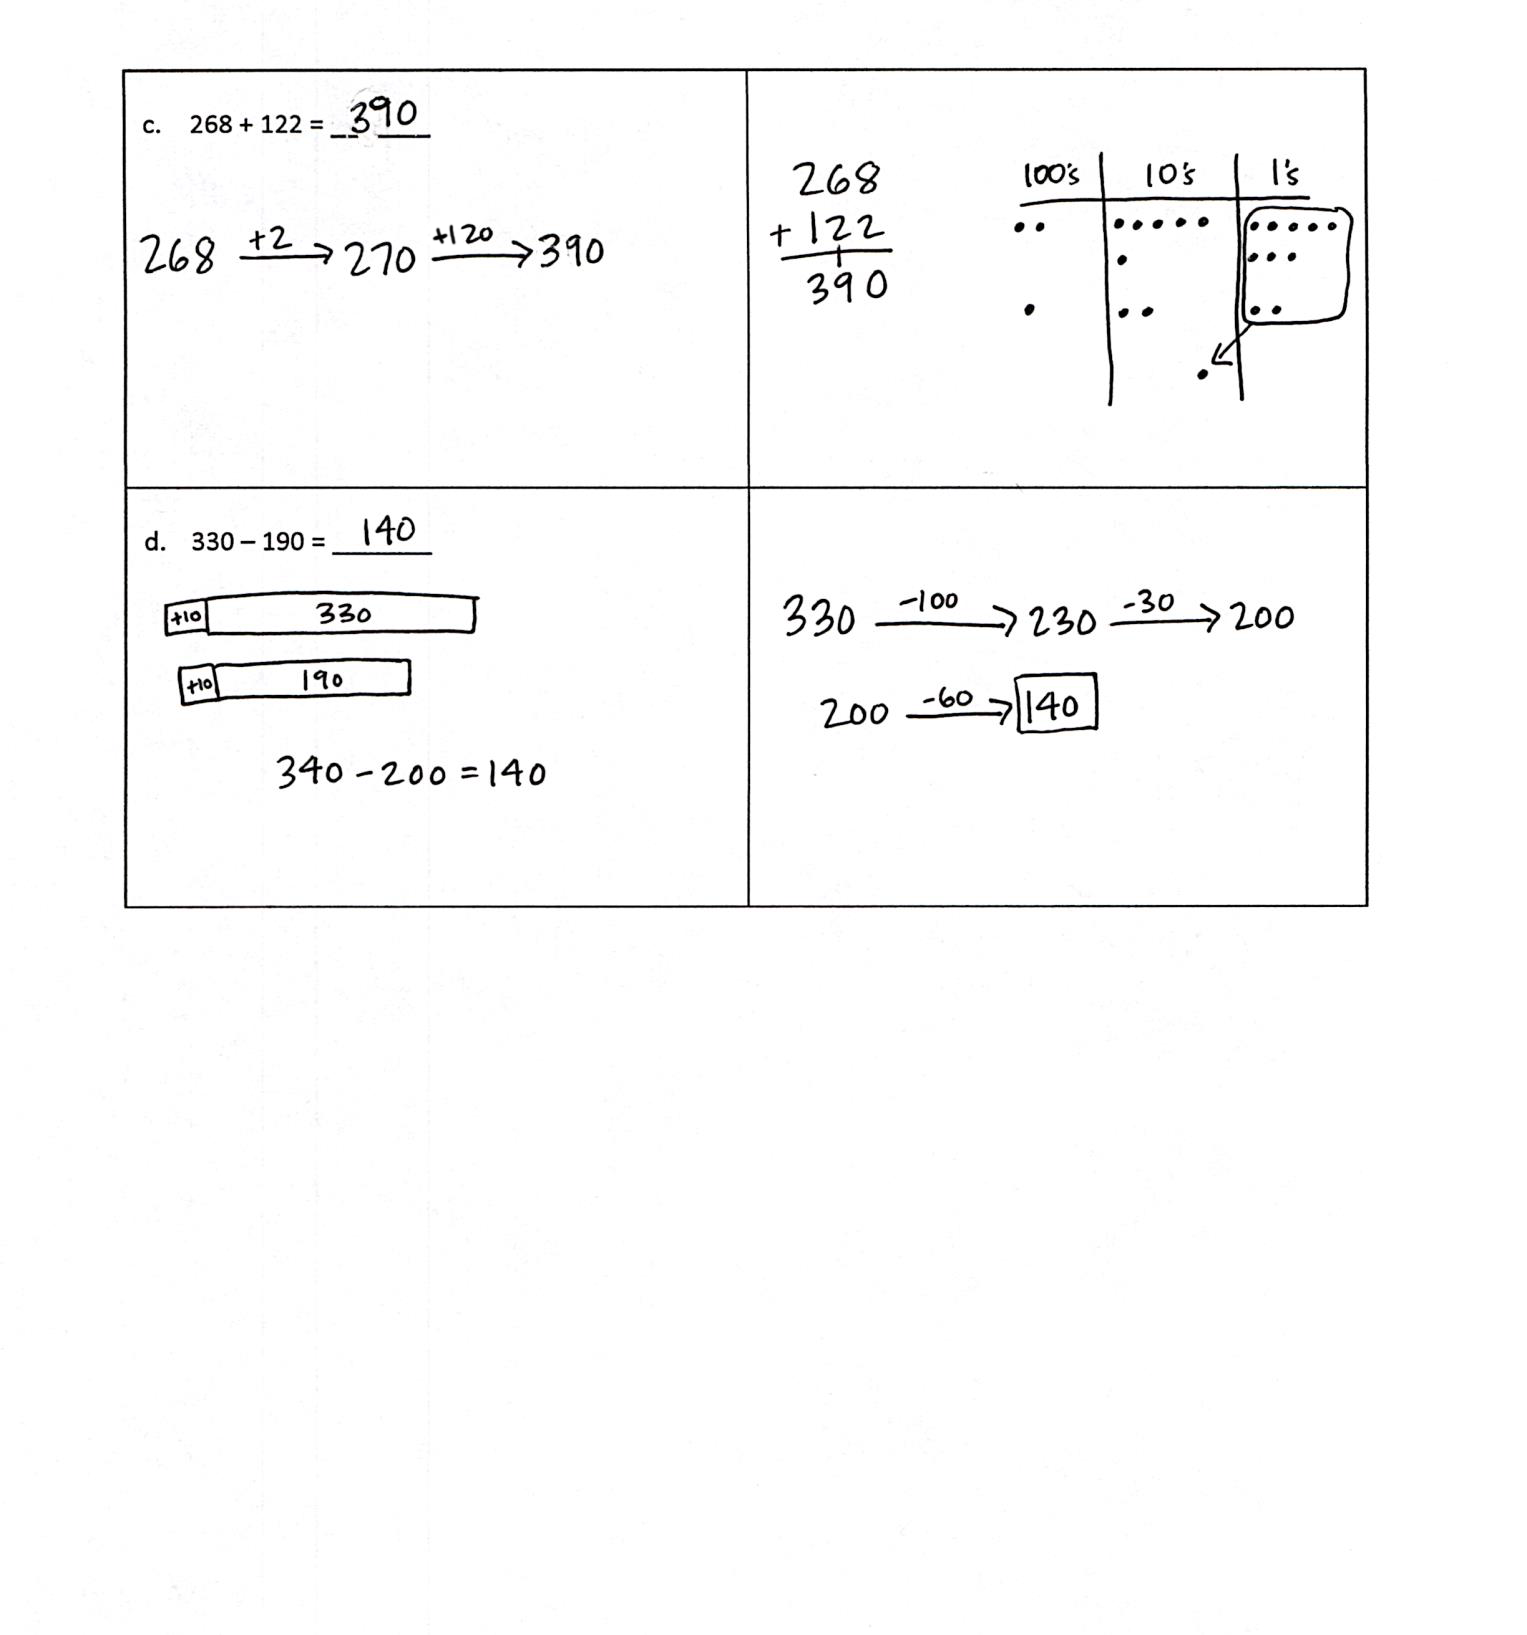 c. 268 + 122 = 390
268 +2 → 270 +120 → 390
268
+ 122
1
390
100's 10's 1's
d. 330 – 190 = 140
+10 330
+10 190
340 - 200 = 140
330 -100 → 230 -30 → 200
200 -60 → 140